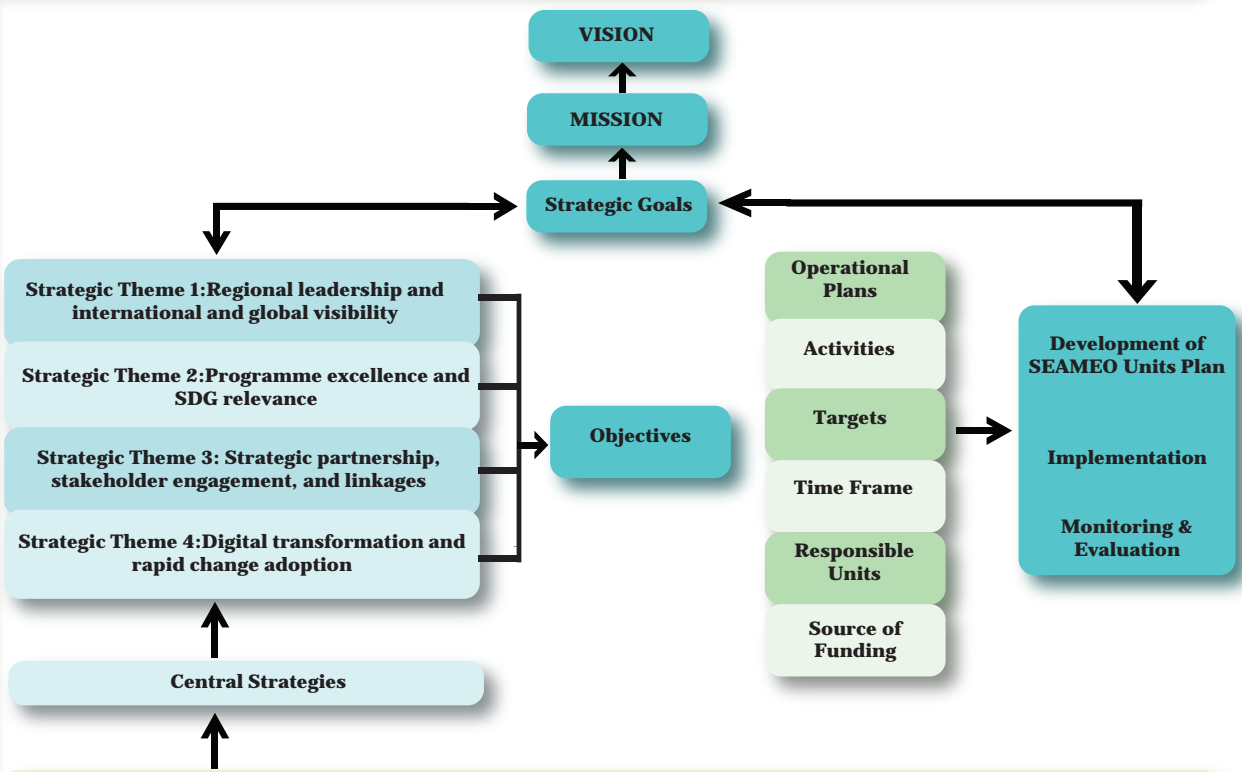 VISION
MISSION
Strategic Goals
Strategic Theme 1:Regional leadership and
international and global visibility
Strategic Theme 2:Programme excellence and
SDG relevance
Strategic Theme 3: Strategic partnership,
stakeholder engagement, and linkages
Strategic Theme 4:Digital transformation and
rapid change adoption
Central Strategies
Objectives
Operational
Plans
Activities
Targets
Time Frame
Responsible
Units
Source of
Funding
Development of
SEAMEO Units Plan
Implementation
Monitoring &
Evaluation